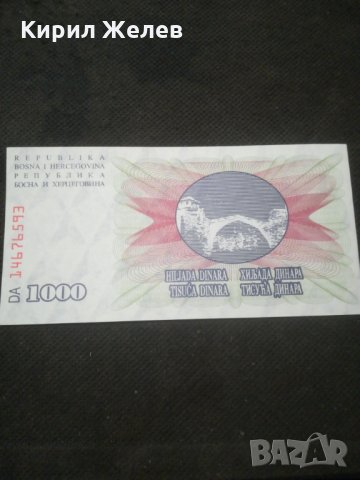 Кирил Желев
REPUBLIKA
BOSNA I HERCEGOVINA
РЕПУБЛИКА
БОСНА И ХЕРЦЕГОВИНА
DA 14676593
HILJADA DINARA ХИЉАДА ДИНАРА
TISUĆA DINARA ТИСУЋА ДИНАРА
1000
BAZAR